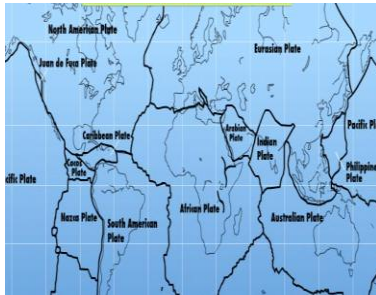 North American Plate
Eurasian Plate
Juan de Fuca Plate
Caribbean Plate
Arabian
Plate
Indian
Plate
Pacific Pl
Cocos
Plate
cific Plate
Philippine
Plate
Nazca Plate
South American
Plate
African Plate
Australian Plate